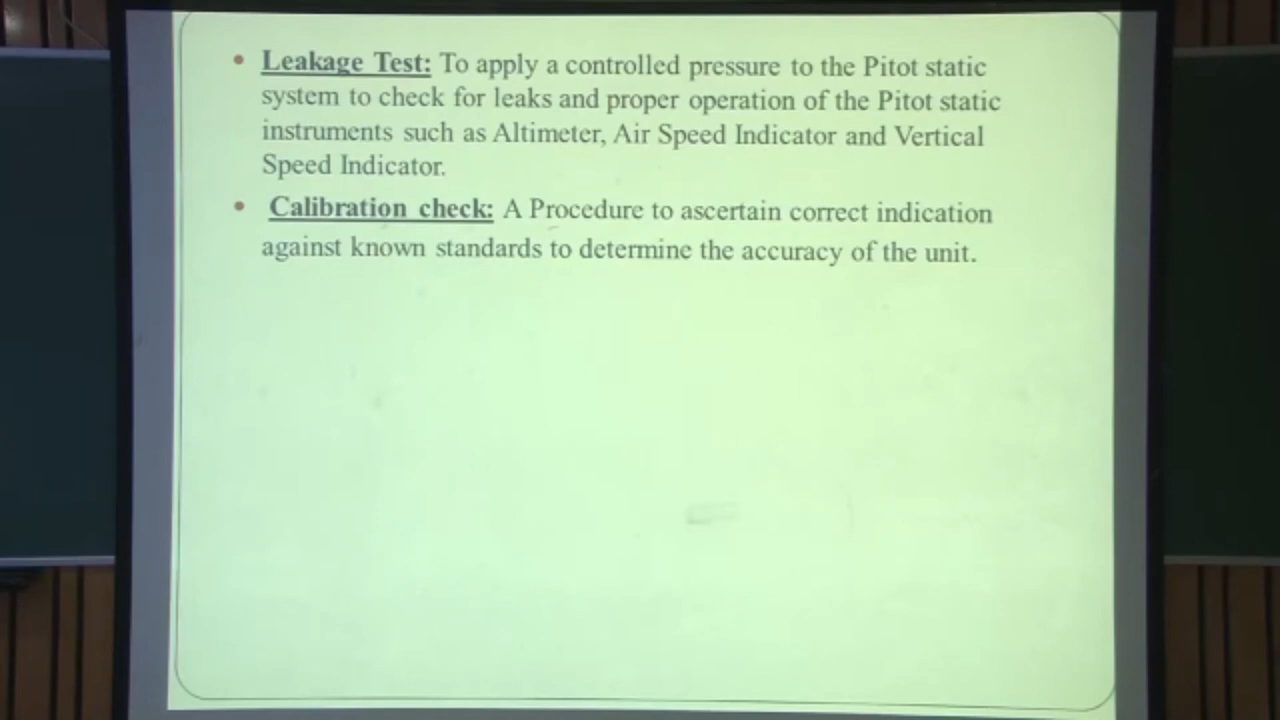 • Leakage Test: To apply a controlled pressure to the Pitot static
system to check for leaks and proper operation of the Pitot static
instruments such as Altimeter, Air Speed Indicator and Vertical
Speed Indicator.
• Calibration check: A Procedure to ascertain correct indication
against known standards to determine the accuracy of the unit.